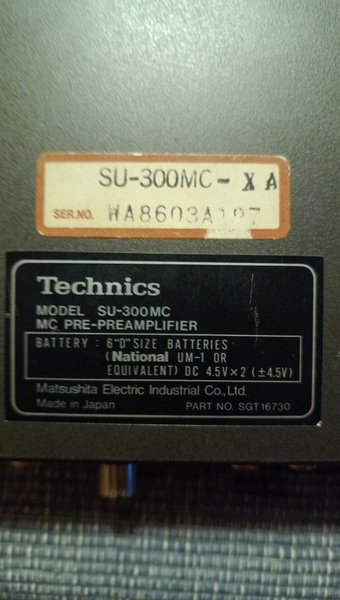 SU-300MC-XA
SER.NO. WA8603A197
Technics
MODEL SU-300MC
MC PRE-PREAMPLIFIER
BATTERY : 6 "D" SIZE BATTERIES
(National UM-1 OR
EQUIVALENT) DC 4.5V×2 (±4.5V)
Matsushita Electric Industrial Co., Ltd.
Made in Japan PART NO. SGT16730